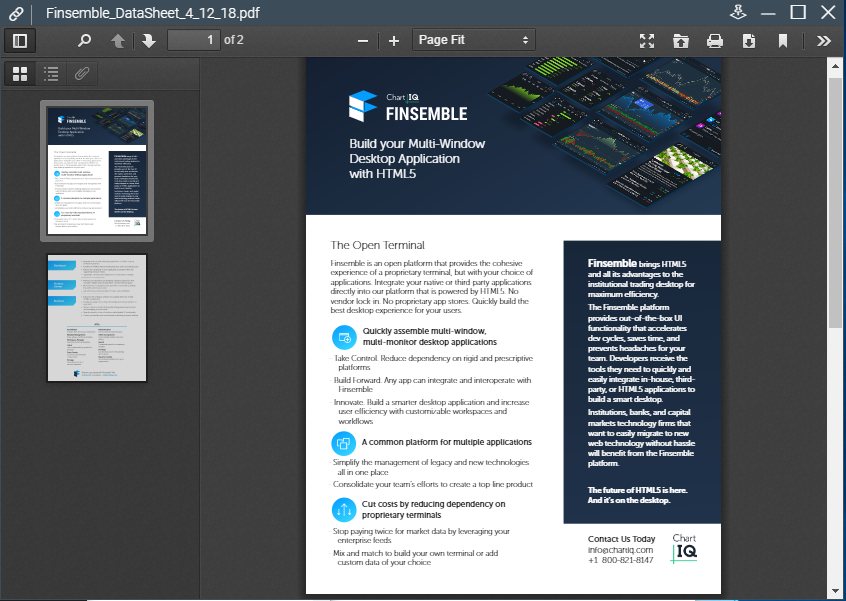 Finsemble_DataSheet_4_12_18.pdf
1 of 2
Page Fit
Chart IQ
FINSEMBLE
Build your Multi-Window
Desktop Application
with HTML5
The Open Terminal
Finsemble is an open platform that provides the cohesive
experience of a proprietary terminal, but with your choice of
applications. Integrate your native or third party applications
directly into our platform that is powered by HTML5. No
vendor lock in. No proprietary app stores. Quickly build the
best desktop experience for your users.
Quickly assemble multi-window,
multi-monitor desktop applications
Take Control. Reduce dependency on rigid and prescriptive
platforms
Build Forward. Any app can integrate and interoperate with
Finsemble
Innovate. Build a smarter desktop application and increase
user efficiency with customizable workspaces and
workflows
A common platform for multiple applications
Simplify the management of legacy and new technologies
all in one place
Consolidate your team's efforts to create a top line product
Cut costs by reducing dependency on
proprietary terminals
Stop paying twice for market data by leveraging your
enterprise feeds
Mix and match to build your own terminal or add
custom data of your choice
Finsemble brings HTML5
and all its advantages to the
institutional trading desktop for
maximum efficiency.
The Finsemble platform
provides out-of-the-box UI
functionality that accelerates
dev cycles, saves time, and
prevents headaches for your
team. Developers receive the
tools they need to quickly and
easily integrate in-house, third-
party, or HTML5 applications to
build a smart desktop.
Institutions, banks, and capital
markets technology firms that
want to easily migrate to new
web technology without hassle
will benefit from the Finsemble
platform.
The future of HTML5 is here.
And it's on the desktop.
Contact Us Today
info@chartiq.com
+1 800-821-8147
Chart
IQ